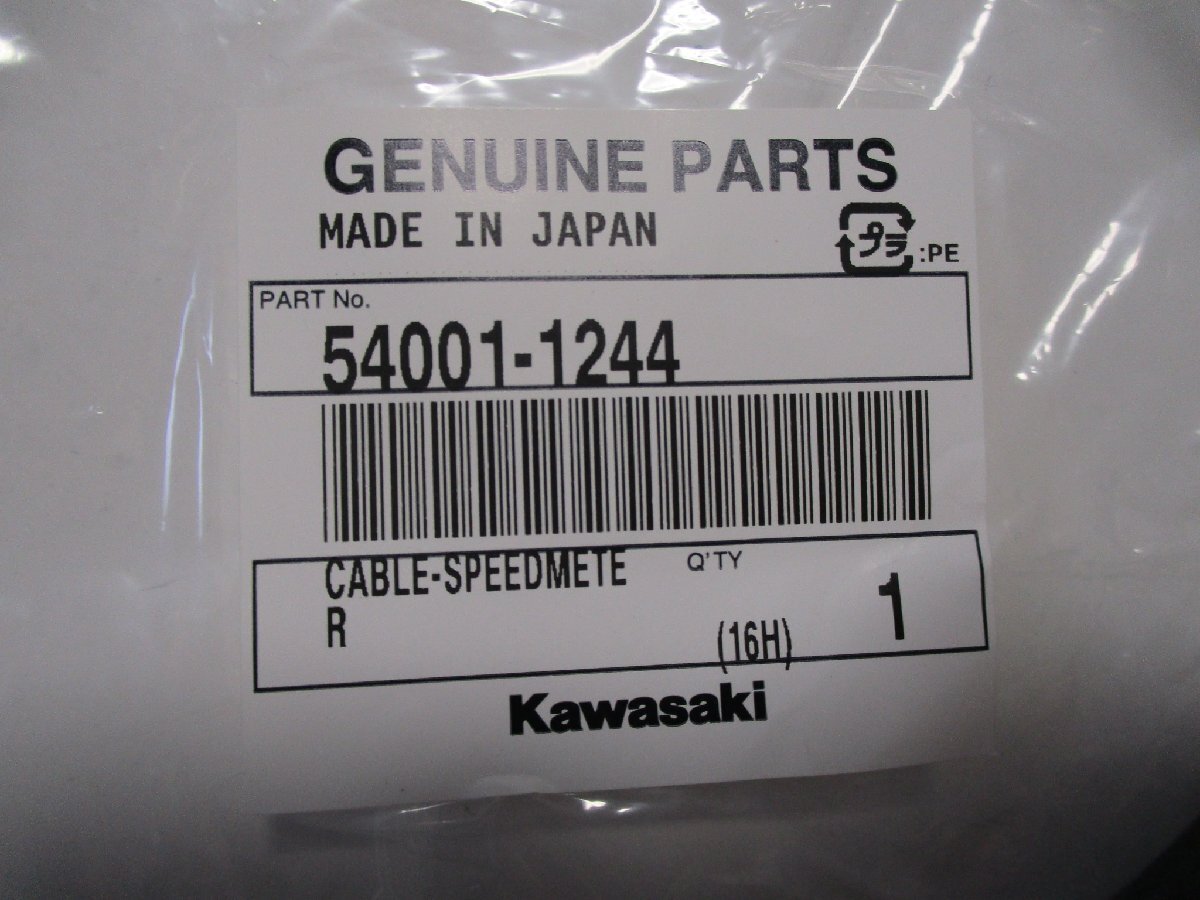 GENUINE PARTS
MADE IN JAPAN
プラ :PE
PART No.
54001-1244
CABLE-SPEEDMETE Q'TY
R (16H) 1
Kawasaki